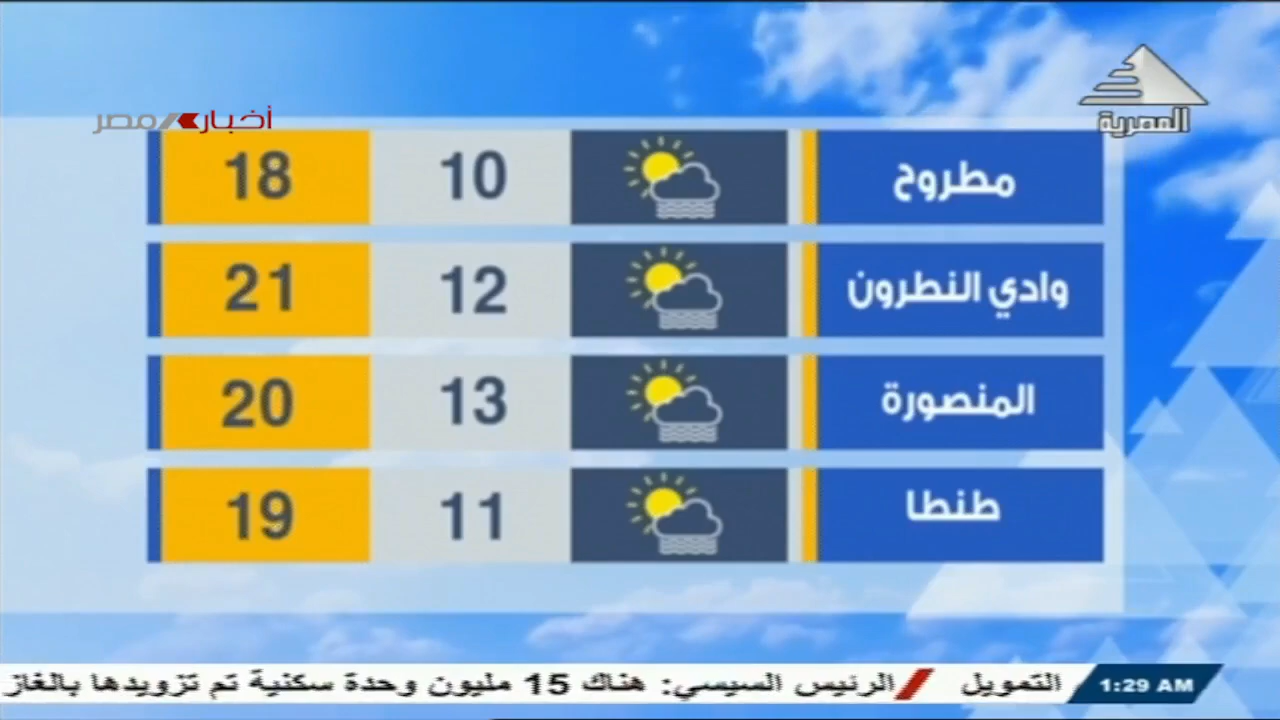 أخبار مصر
المصرية
مطروح 10 18
وادي النطرون 12 21
المنصورة 13 20
طنطا 11 19
1:29 AM التمويل الرئيس السيسي: هناك 15 مليون وحدة سكنية تم تزويدها بالغاز